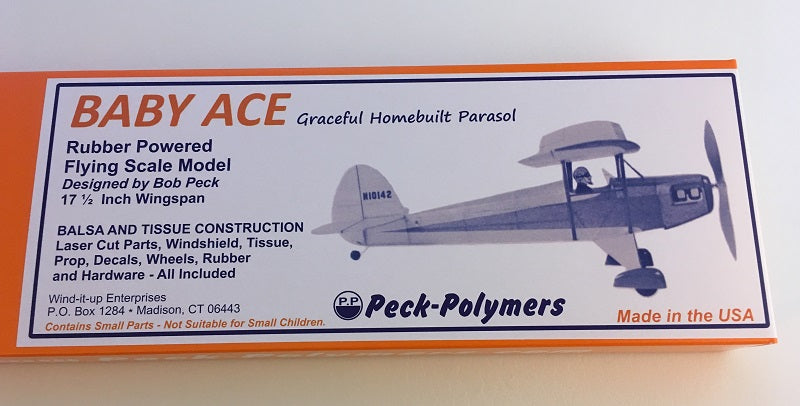 BABY ACE Graceful Homebuilt Parasol
Rubber Powered
Flying Scale Model
Designed by Bob Peck
17 ½ Inch Wingspan
BALSA AND TISSUE CONSTRUCTION
Laser Cut Parts, Windshield, Tissue,
Prop, Decals, Wheels, Rubber
and Hardware - All Included
N10142
Wind-it-up Enterprises
P.O. Box 1284 • Madison, CT 06443
Contains Small Parts - Not Suitable for Small Children.
P.P Peck-Polymers
Made in the USA